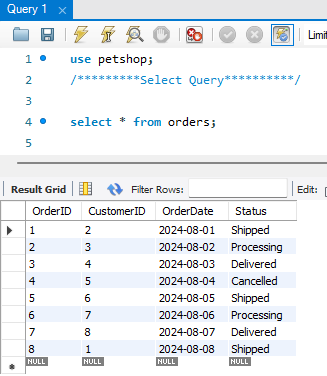 Query 1 ×
Limi
1 use petshop;
2 /*********Select Query**********/
3
4 select * from orders;
5
Result Grid Filter Rows: Edit:
OrderID CustomerID OrderDate Status
1 2 2024-08-01 Shipped
2 3 2024-08-02 Processing
3 4 2024-08-03 Delivered
4 5 2024-08-04 Cancelled
5 6 2024-08-05 Shipped
6 7 2024-08-06 Processing
7 8 2024-08-07 Delivered
8 1 2024-08-08 Shipped
NULL NULL NULL NULL